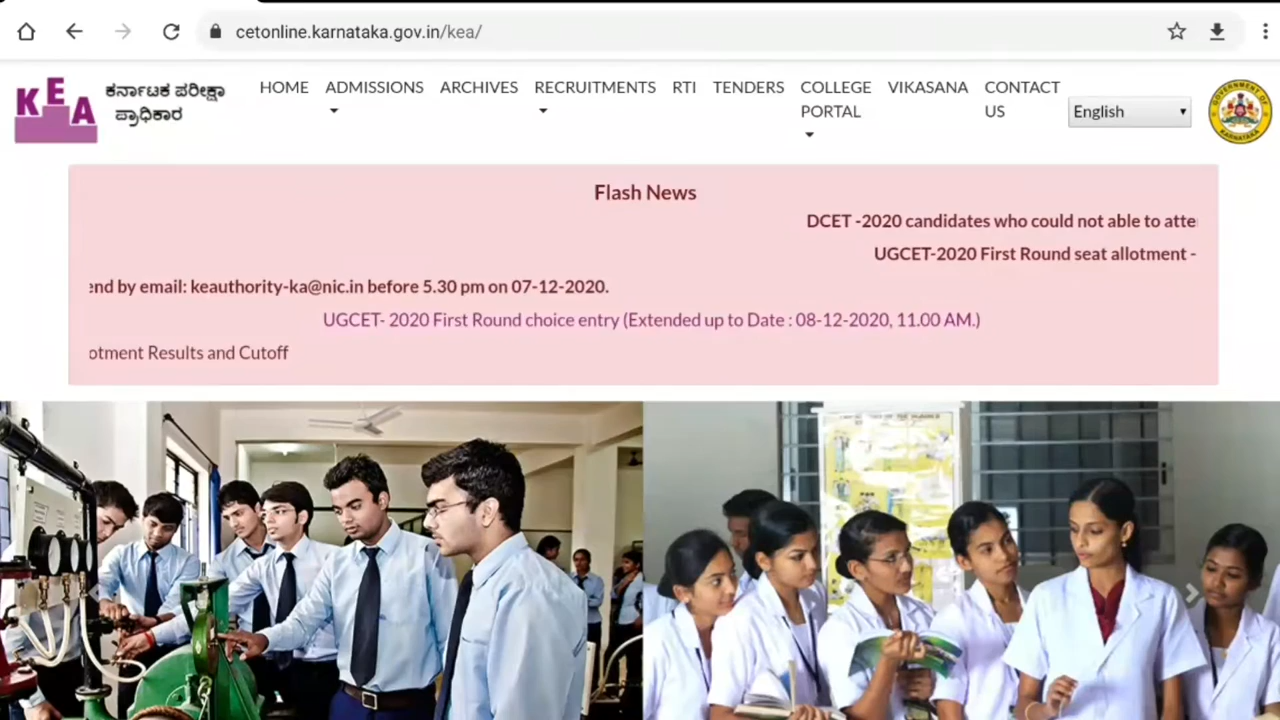 cetonline.karnataka.gov.in/kea/
KEA
ಕರ್ನಾಟಕ ಪರೀಕ್ಷಾ
ಪ್ರಾಧಿಕಾರ
HOME ADMISSIONS ARCHIVES RECRUITMENTS RTI TENDERS COLLEGE PORTAL VIKASANA CONTACT US
English
Flash News
DCET -2020 candidates who could not able to atte
UGCET-2020 First Round seat allotment -
end by email: keauthority-ka@nic.in before 5.30 pm on 07-12-2020.
UGCET- 2020 First Round choice entry (Extended up to Date : 08-12-2020, 11.00 AM.)
otment Results and Cutoff